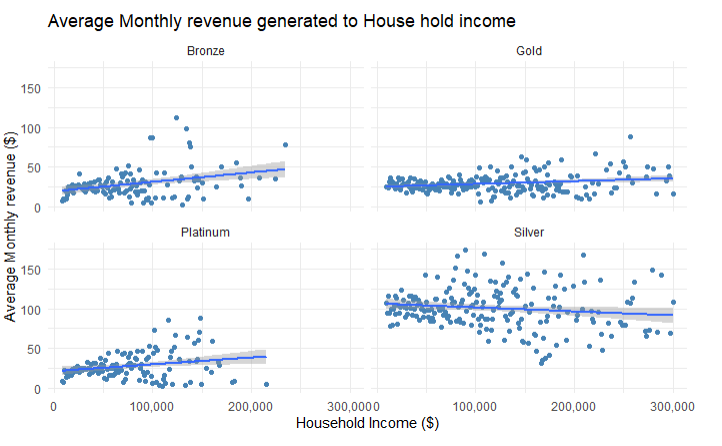 Average Monthly revenue generated to House hold income
Bronze
Gold
150
100
50
0
Platinum
Silver
150
100
50
0
0
100,000
200,000
300,000
0
100,000
200,000
300,000
Household Income ($)
Average Monthly revenue ($)